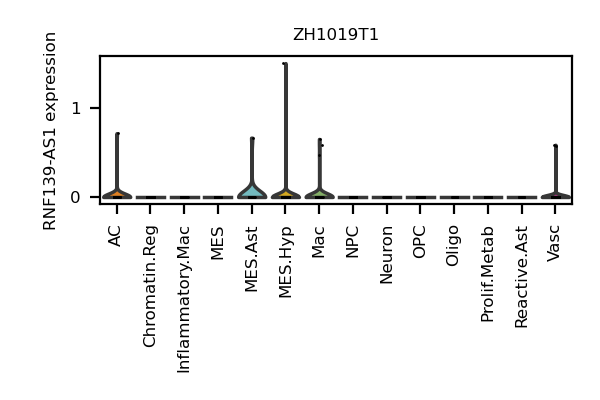 ZH1019T1
RNF139-AS1 expression
1
0
AC
Chromatin.Reg
Inflammatory.Mac
MES
MES.Ast
MES.Hyp
Mac
NPC
Neuron
OPC
Oligo
Prolif.Metab
Reactive.Ast
Vasc